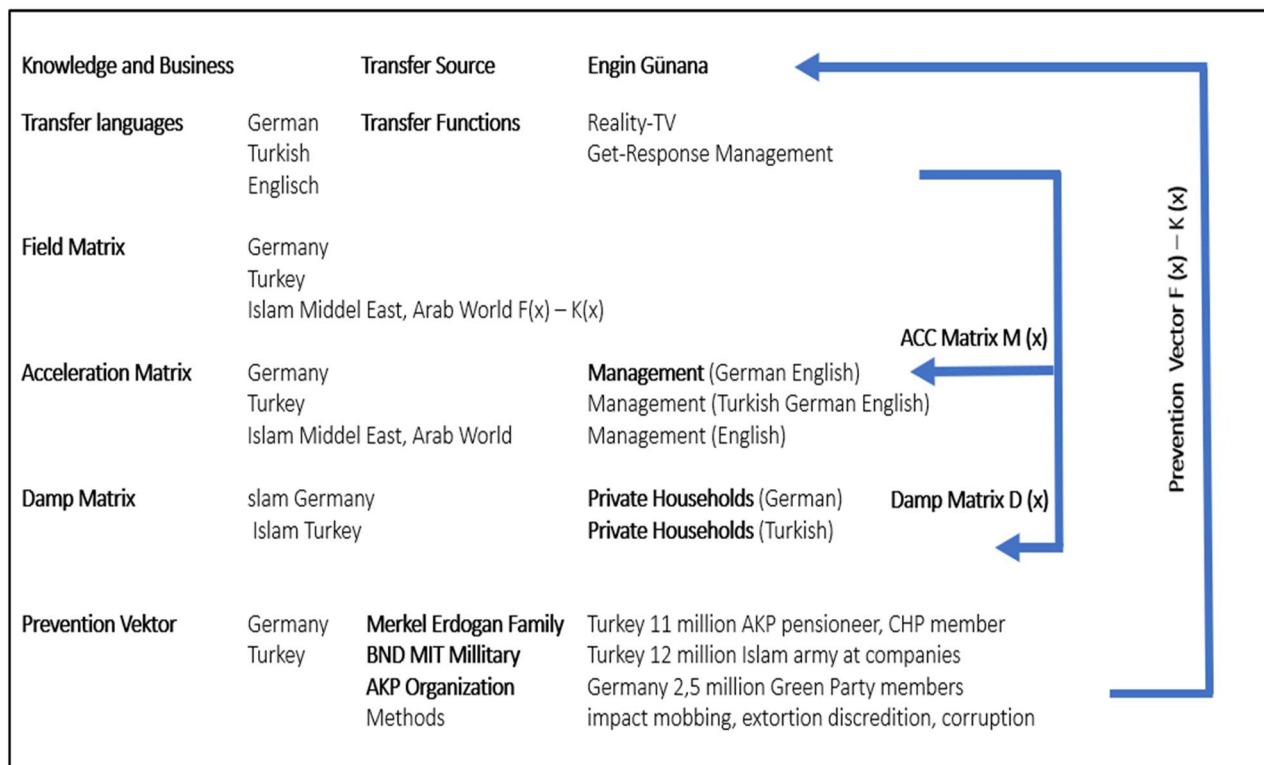 Knowledge and Business Transfer Source Engin Günana
Transfer languages German Transfer Functions Reality-TV
Turkish Get-Response Management
Englisch
Field Matrix Germany
Turkey
Islam Middel East, Arab World F(x) – K(x)
ACC Matrix M (x)
Acceleration Matrix Germany Management (German English)
Turkey Management (Turkish German English)
Islam Middel East, Arab World Management (English)
Damp Matrix slam Germany Private Households (German) Damp Matrix D (x)
Islam Turkey Private Households (Turkish)
Prevention Vektor Germany Merkel Erdogan Family Turkey 11 million AKP pensioneer, CHP member
Turkey BND MIT Millitary Turkey 12 million Islam army at companies
AKP Organization Germany 2,5 million Green Party members
Methods impact mobbing, extortion discredition, corruption
Prevention Vector F (x) – K (x)